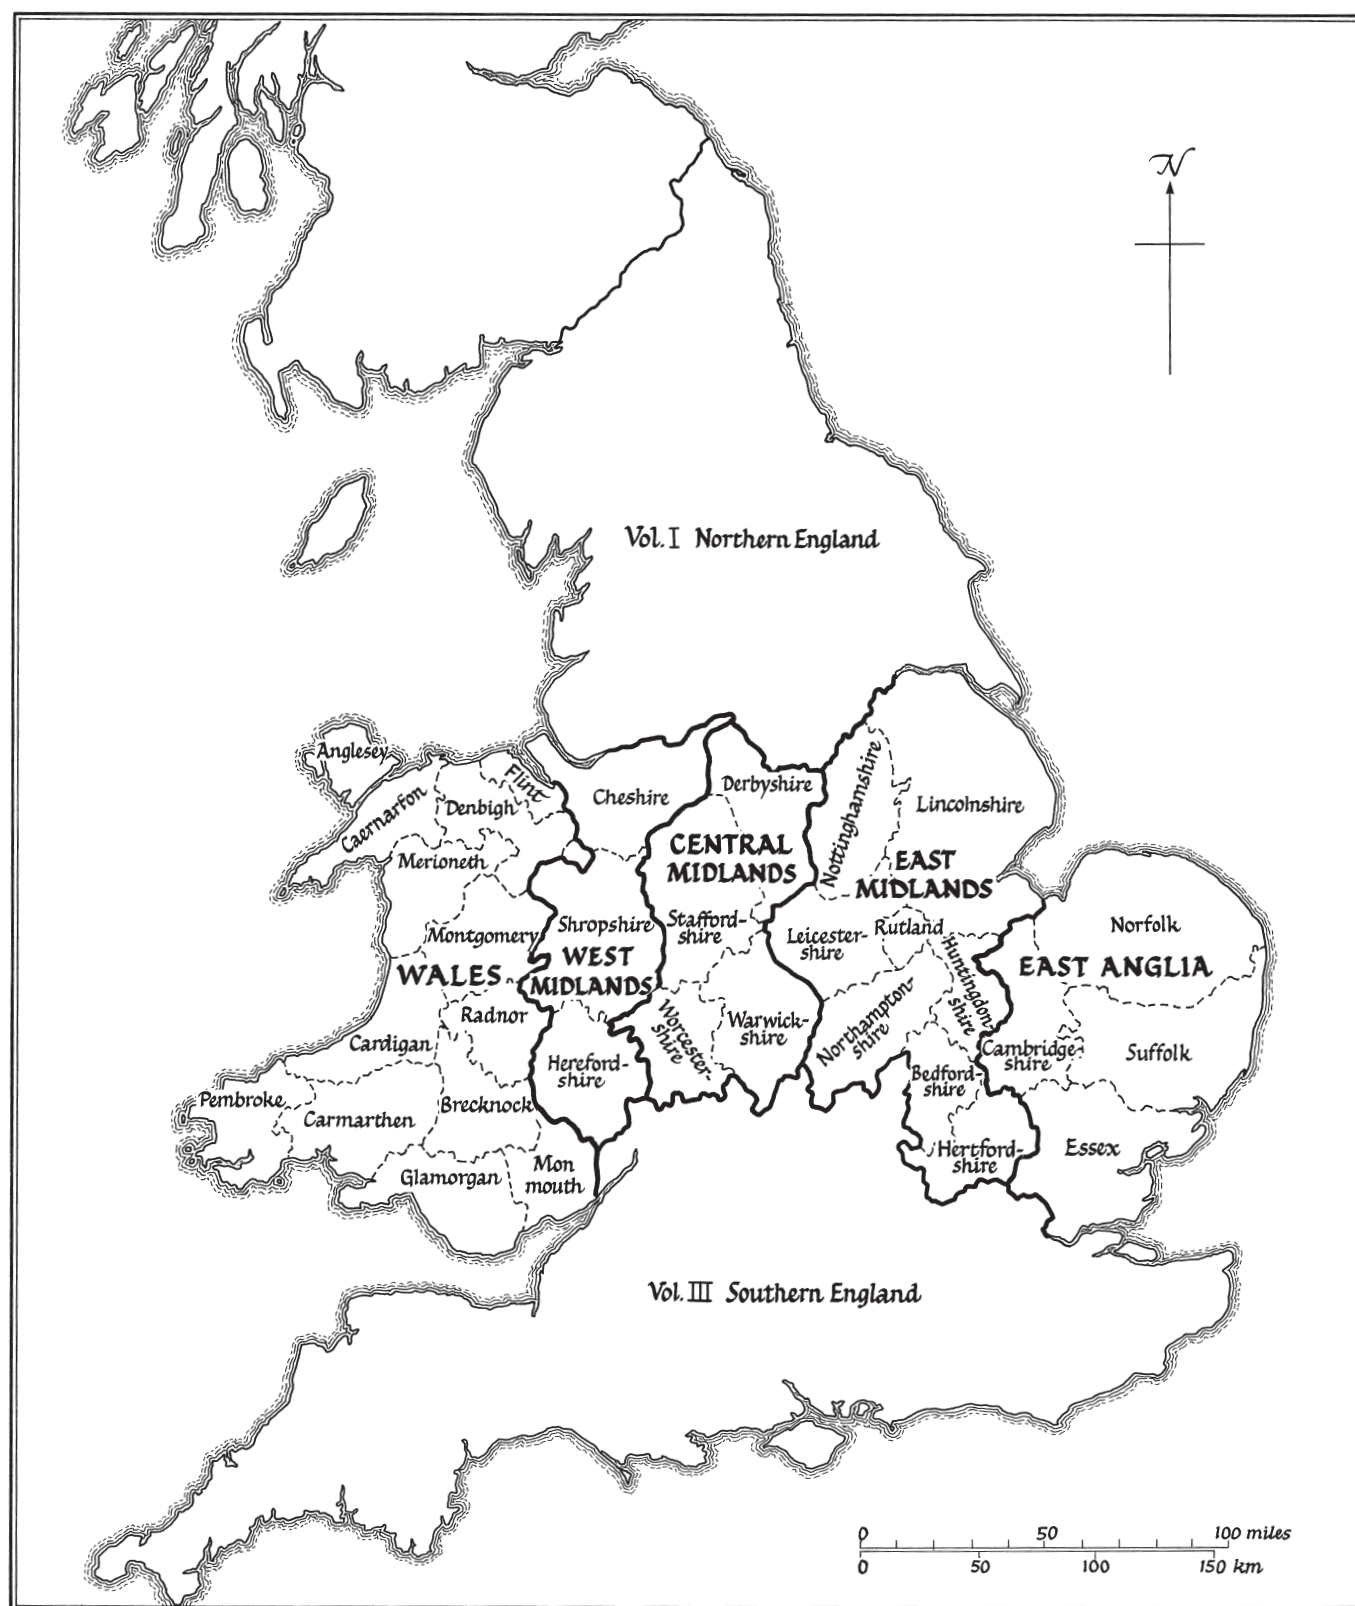 N
Vol. I Northern England
Anglesey
Flint
Caernarfon
Denbigh
Cheshire
Derbyshire
Nottinghamshire
Lincolnshire
Merioneth
CENTRAL
MIDLANDS
EAST
MIDLANDS
Montgomery
Shropshire
Stafford-
shire
Leicester-
shire
Rutland
Norfolk
WALES
WEST
MIDLANDS
Huntingdon-
shire
EAST ANGLIA
Radnor
Worcester-
shire
Warwick-
shire
Northampton-
shire
Cardigan
Hereford-
shire
Bedford-
shire
Cambridge-
shire
Suffolk
Pembroke
Carmarthen
Brecknock
Glamorgan
Mon
mouth
Hertford-
shire
Essex
Vol. III Southern England
0 50 100 miles
0 50 100 150 km